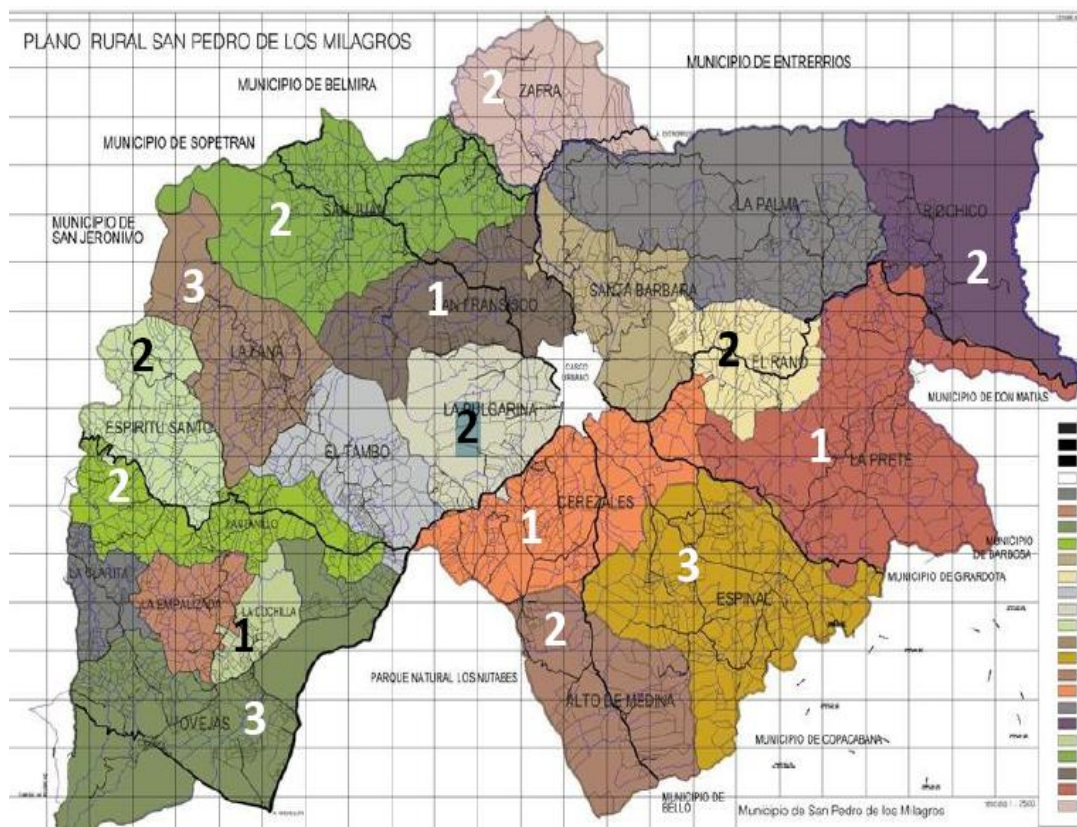 PLANO RURAL SAN PEDRO DE LOS MILAGROS
MUNICIPIO DE BELMIRA
MUNICIPIO DE ENTRERRIOS
2
ZAFRA
MUNICIPIO DE SOPETRAN
MUNICIPIO DE
SAN JERONIMO
SAN JUAN
2
LA PALMA
RIOCHICO
2
3
1
SAN FRANSISCO
SANTA BARBARA
LA PANA
2
2
EL RANO
CASCO
URBANO
MUNICIPIO DE DON MATIAS
ESPIRITU SANTO
LA PULGARINA
2
EL TAMBO
1
LA PRETE
2
CEREZALES
1
PANTANILLO
MUNICIPIO
DE BARBOSA
MUNICIPIO DE GIRARDOTA
3
ESPINAL
LA CLARITA
LA EMPALIZADA
LA CUCHILLA
1
2
PARQUE NATURAL LOS NUTABES
ALTO DE MEDINA
OVEJAS
3
MUNICIPIO DE COPACABANA
MUNICIPIO DE
BELLO
Municipio de San Pedro de los Milagros